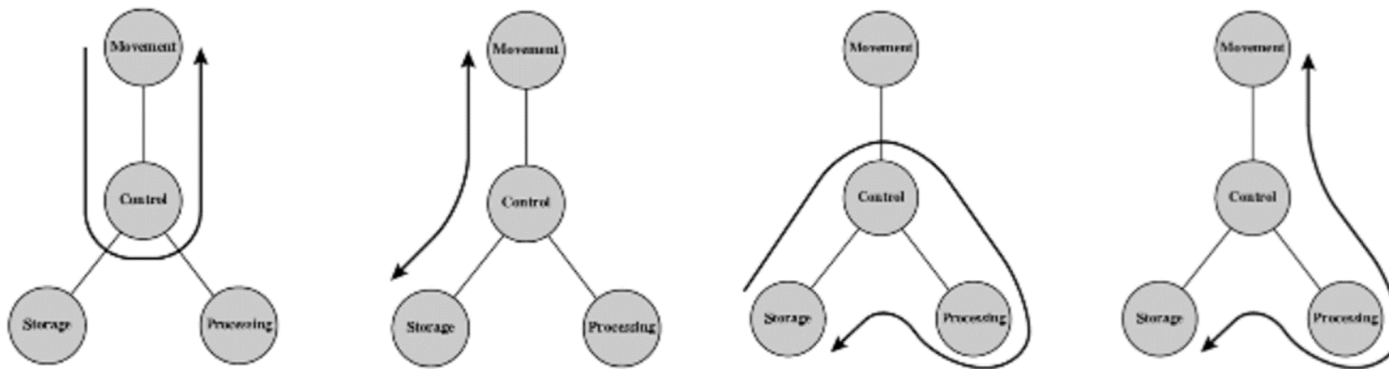 Movement
Movement
Movement
Movement
Control
Control
Control
Control
Storage
Processing
Storage
Processing
Storage
Processing
Storage
Processing